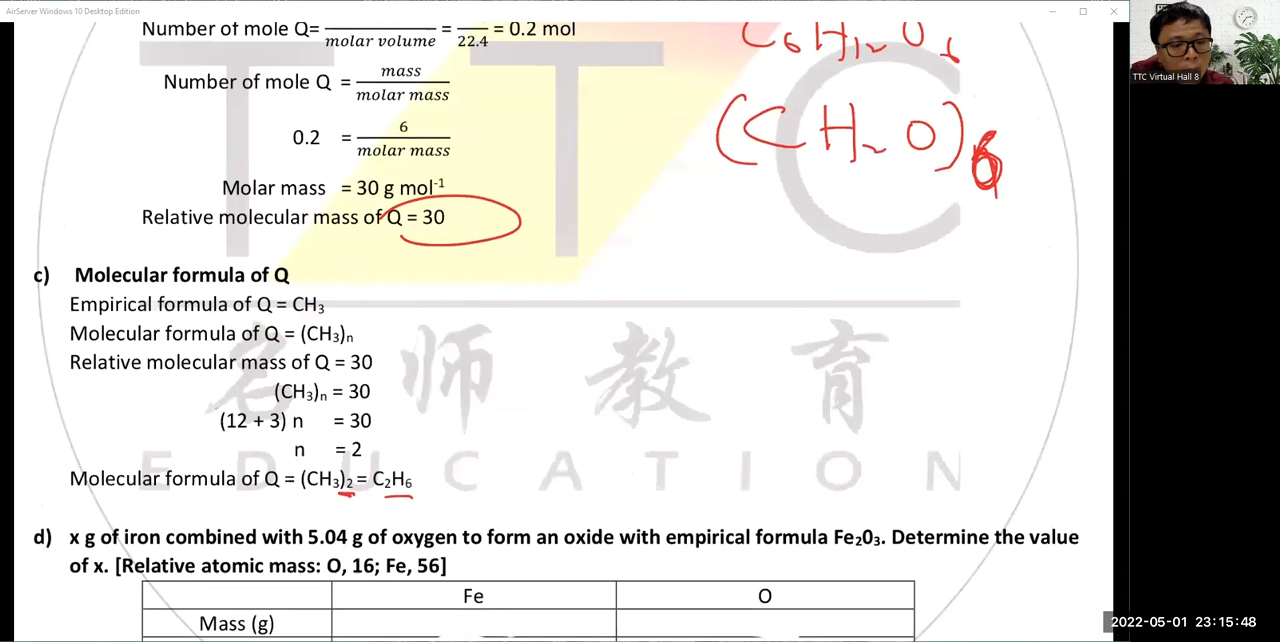 AirServer Windows 10 Desktop Edition
Number of mole Q= / molar volume = / 22.4 = 0.2 mol
Number of mole Q = mass / molar mass
0.2 = 6 / molar mass
Molar mass = 30 g mol⁻¹
Relative molecular mass of Q = 30
C₆H₁₂O₆
(CH₂O)₆
c) Molecular formula of Q
Empirical formula of Q = CH₃
Molecular formula of Q = (CH₃)ₙ
Relative molecular mass of Q = 30
(CH₃)ₙ = 30
(12 + 3) n = 30
n = 2
Molecular formula of Q = (CH₃)₂ = C₂H₆
d) x g of iron combined with 5.04 g of oxygen to form an oxide with empirical formula Fe₂0₃. Determine the value
of x. [Relative atomic mass: O, 16; Fe, 56]
Fe O
Mass (g)
TTC
名师教育
EDUCATION
TTC Virtual Hall 8
2022-05-01 23:15:48